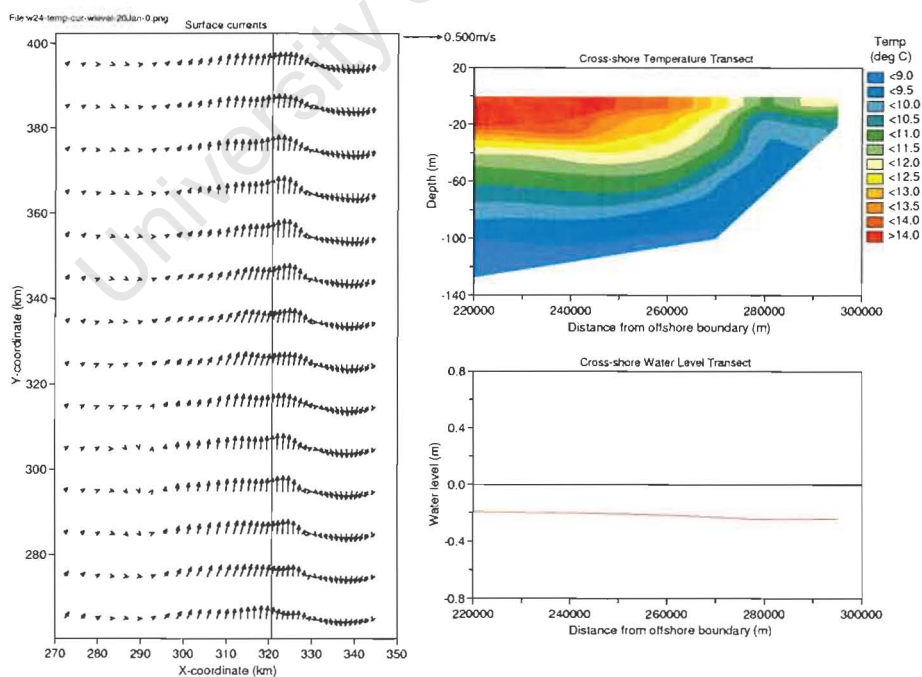 File w24-temp-cur-wlevel-20Jan-0.png
Surface currents
0.500m/s
400
380
360
340
320
300
280
Y-coordinate (km)
270 280 290 300 310 320 330 340 350
X-coordinate (km)
University
Cross-shore Temperature Transect
20
-20
-60
-100
-140
Depth (m)
220000 240000 260000 280000 300000
Distance from offshore boundary (m)
Temp
(deg C)
<9.0
<9.5
<10.0
<10.5
<11.0
<11.5
<12.0
<12.5
<13.0
<13.5
<14.0
>14.0
Cross-shore Water Level Transect
0.8
0.4
0.0
-0.4
-0.8
Water level (m)
220000 240000 260000 280000 300000
Distance from offshore boundary (m)